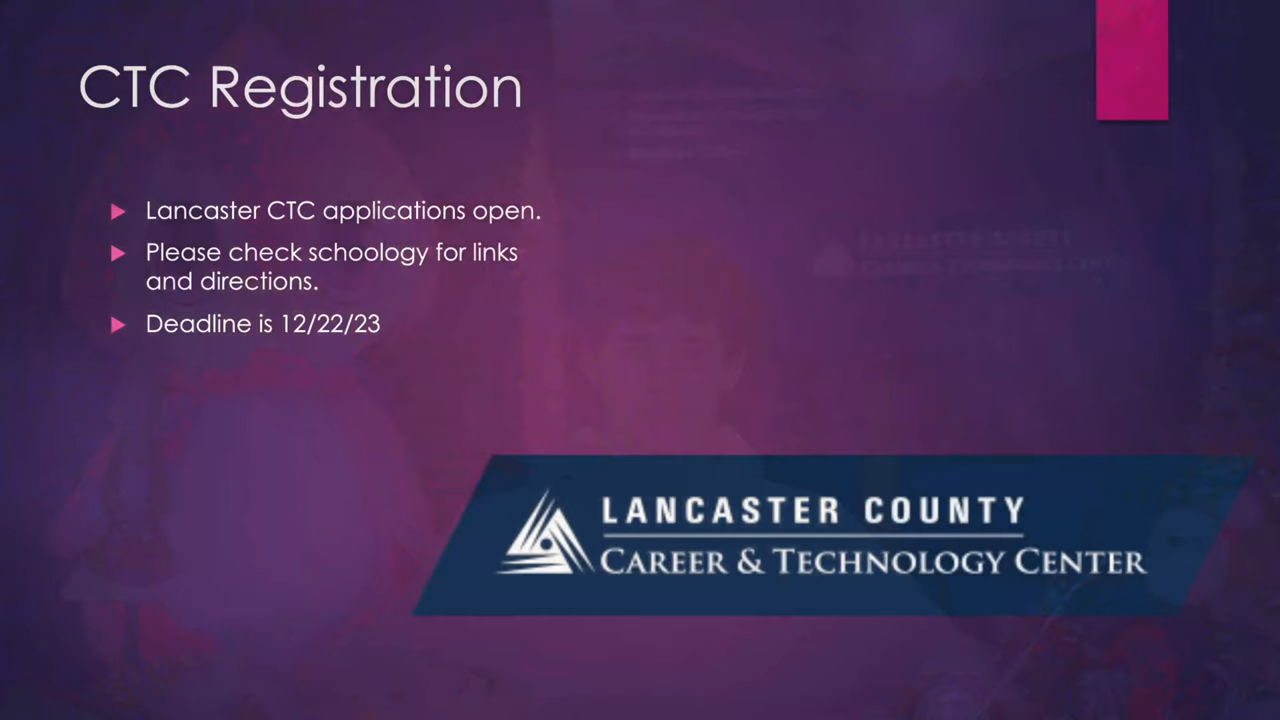 CTC Registration
Lancaster CTC applications open.
Please check schoology for links
and directions.
Deadline is 12/22/23
LANCASTER COUNTY
CAREER & TECHNOLOGY CENTER